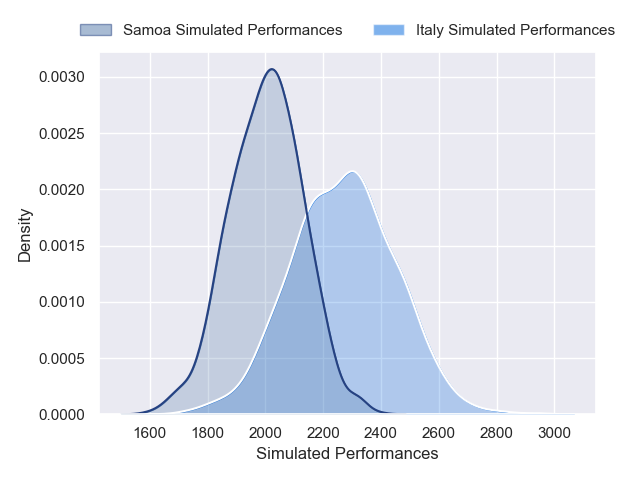 Samoa Simulated Performances Italy Simulated Performances
0.0030
0.0025
0.0020
0.0015
0.0010
0.0005
0.0000
Density
1600 1800 2000 2200 2400 2600 2800 3000
Simulated Performances